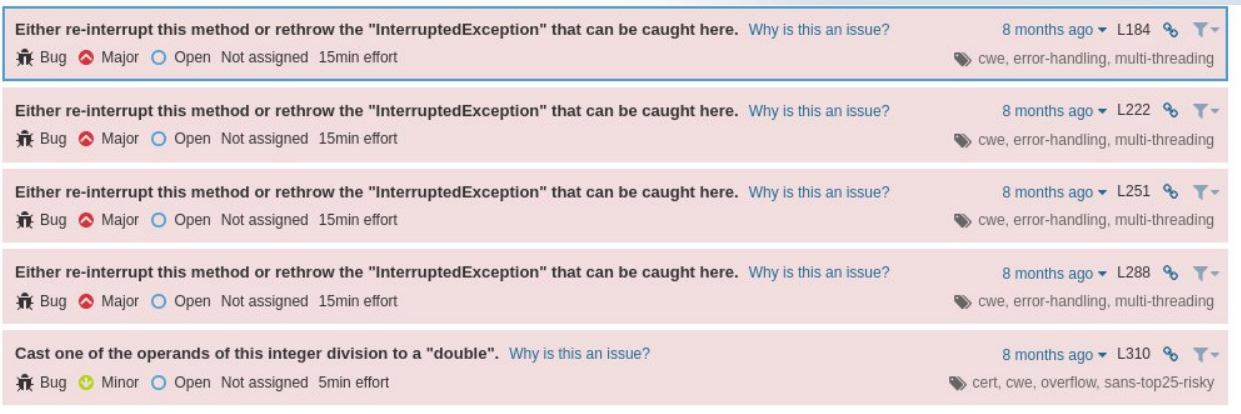 Either re-interrupt this method or rethrow the "InterruptedException" that can be caught here. Why is this an issue? 8 months ago L184
Bug Major Open Not assigned 15min effort cwe, error-handling, multi-threading
Either re-interrupt this method or rethrow the "InterruptedException" that can be caught here. Why is this an issue? 8 months ago L222
Bug Major Open Not assigned 15min effort cwe, error-handling, multi-threading
Either re-interrupt this method or rethrow the "InterruptedException" that can be caught here. Why is this an issue? 8 months ago L251
Bug Major Open Not assigned 15min effort cwe, error-handling, multi-threading
Either re-interrupt this method or rethrow the "InterruptedException" that can be caught here. Why is this an issue? 8 months ago L288
Bug Major Open Not assigned 15min effort cwe, error-handling, multi-threading
Cast one of the operands of this integer division to a "double". Why is this an issue? 8 months ago L310
Bug Minor Open Not assigned 5min effort cert, cwe, overflow, sans-top25-risky